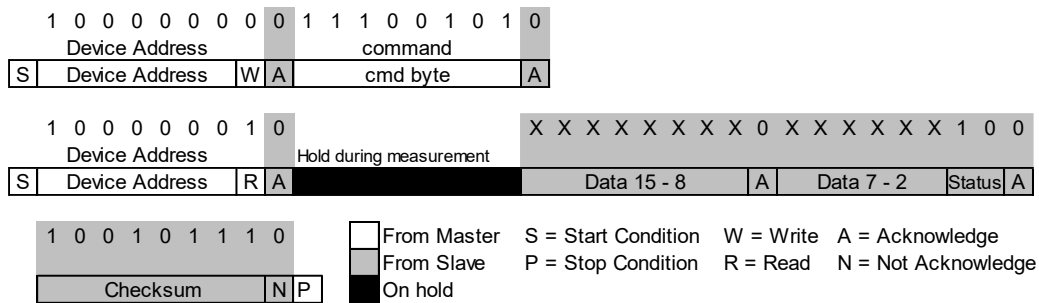 1 0 0 0 0 0 0 0 0 1 1 1 0 0 1 0 1 0
Device Address command
S Device Address W A cmd byte A
1 0 0 0 0 0 0 1 0 X X X X X X X X 0 X X X X X X 1 0 0
Device Address Hold during measurement
S Device Address R A Data 15 - 8 A Data 7 - 2 Status A
1 0 0 1 0 1 1 1 0 From Master S = Start Condition W = Write A = Acknowledge
From Slave P = Stop Condition R = Read N = Not Acknowledge
Checksum N P On hold